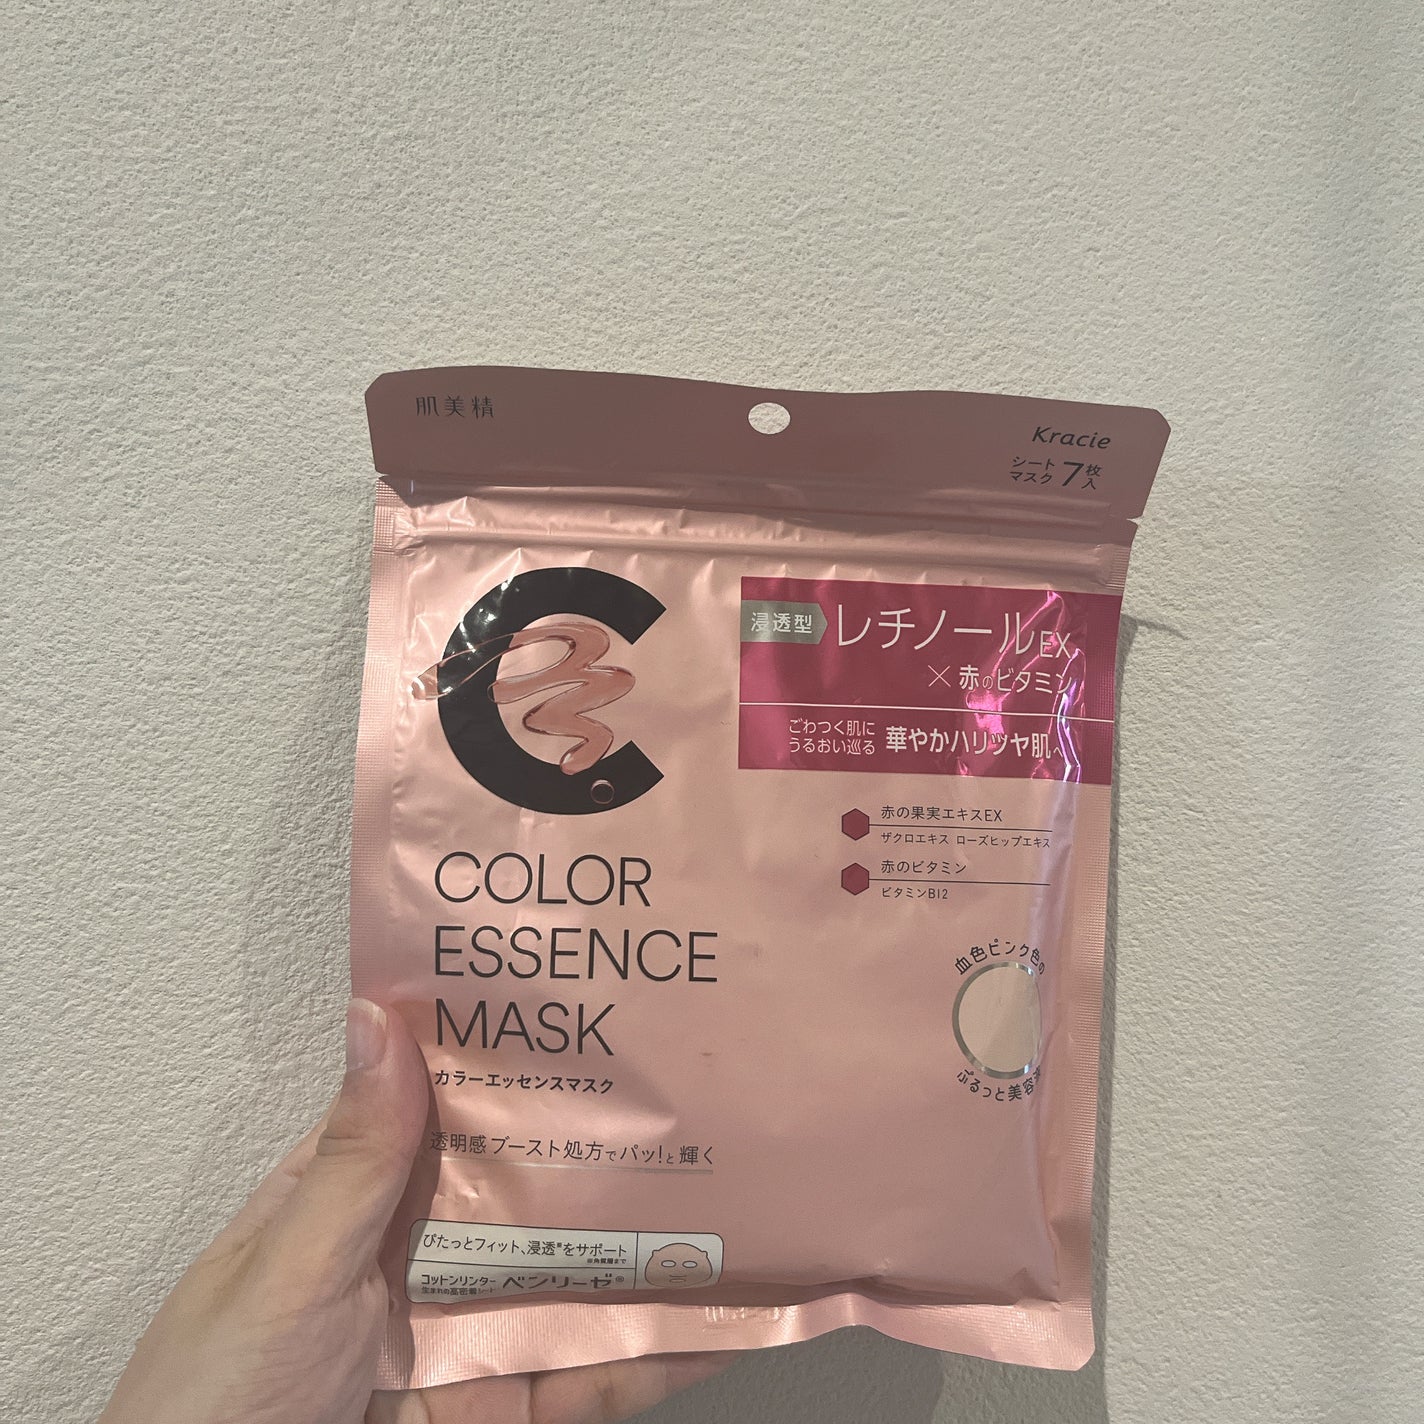 肌美精
Kracie
シート
マスク 7枚入
浸透型 レチノールEX
×赤のビタミン
ごわつく肌に
うるおい巡る 華やかハリツヤ肌へ
赤の果実エキスEX
ザクロエキス ローズヒップエキス
赤のビタミン
ビタミンB12
COLOR
ESSENCE
MASK
カラーエッセンスマスク
血色ピンク色の
ぷるっと美容液
透明感ブースト処方でパッ!と輝く
ぴたっとフィット、浸透※をサポート
※角質層まで
コットンリンター
生まれの高密着シート ベンリーゼ®